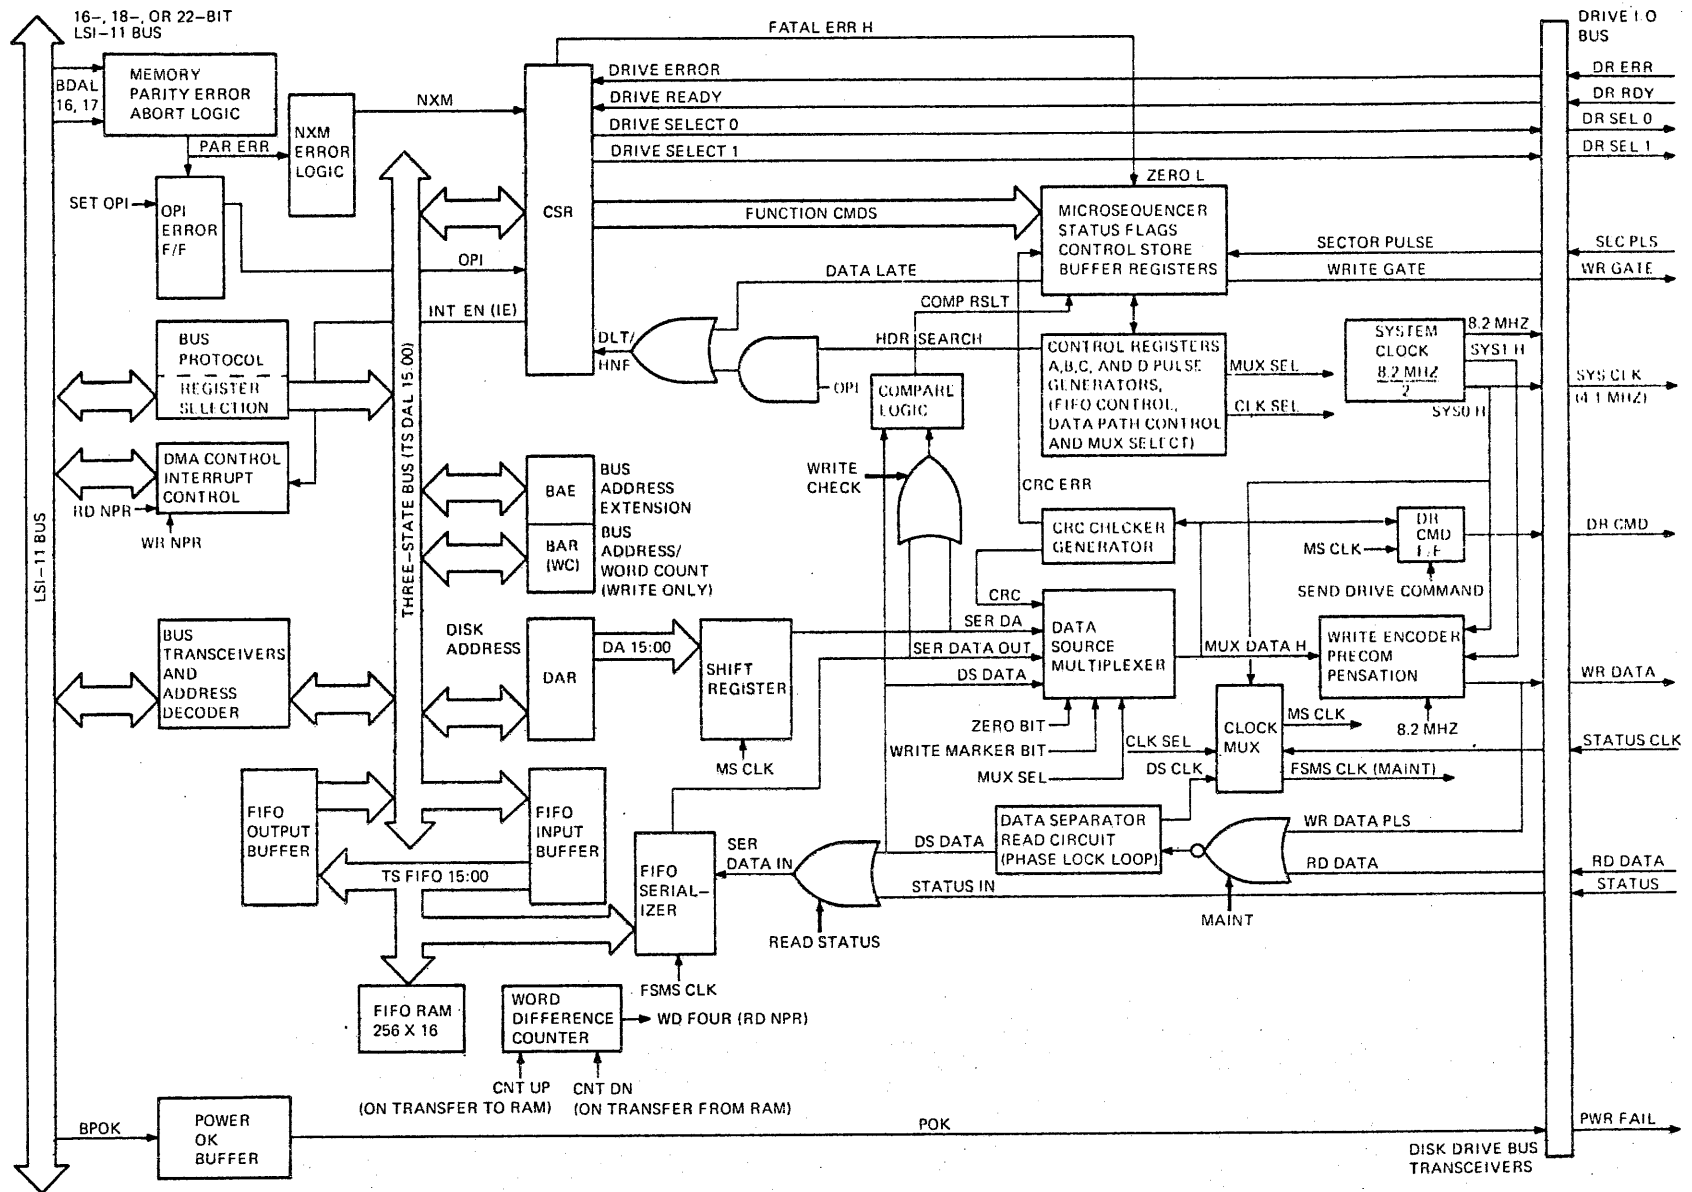 16-, 18-, OR 22-BIT
LSI-11 BUS
DRIVE I/O
BUS
FATAL ERR H
MEMORY
PARITY ERROR
ABORT LOGIC
BDAL
16, 17
DRIVE ERROR
DR ERR
NXM
DRIVE READY
DR RDY
NXM
ERROR
LOGIC
DRIVE SELECT 0
DR SEL 0
PAR ERR
DRIVE SELECT 1
DR SEL 1
SET OPI
OPI
ERROR
F/F
ZERO L
CSR
FUNCTION CMDS
MICROSEQUENCER
STATUS FLAGS
CONTROL STORE
BUFFER REGISTERS
SECTOR PULSE
WRITE GATE
WR GATE
OPI
DATA LATE
COMP RSLT
INT EN (IE)
DLT/
HNF
HDR SEARCH
OPI
BUS
PROTOCOL
REGISTER
SELECTION
COMPARE
LOGIC
CONTROL REGISTERS
A,B,C, AND D PULSE
GENERATORS,
(FIFO CONTROL,
DATA PATH CONTROL
AND MUX SELECT)
MUX SEL
CLK SEL
SYSTEM
CLOCK
8.2 MHZ
2
8.2 MHZ
SYS1 H
SYS0 H
SYS CLK
(4.1 MHZ)
DMA CONTROL
INTERRUPT
CONTROL
RD NPR
WR NPR
THREE-STATE BUS (TS DAL 15:00)
LSI-11 BUS
BAE
BUS
ADDRESS
EXTENSION
BAR
(WC)
BUS
ADDRESS/
WORD COUNT
(WRITE ONLY)
WRITE
CHECK
CRC ERR
CRC CHECKER
GENERATOR
DR
CMD
F/F
DR CMD
MS CLK
SEND DRIVE COMMAND
CRC
BUS
TRANSCEIVERS
AND
ADDRESS
DECODER
DISK
ADDRESS
DAR
DA 15:00
SHIFT
REGISTER
MS CLK
SER DA
SER DATA OUT
DS DATA
DATA
SOURCE
MULTIPLEXER
MUX DATA H
WRITE ENCODER
PRECOM
PENSATION
WR DATA
8.2 MHZ
ZERO BIT
WRITE MARKER BIT
MUX SEL
CLK SEL
DS CLK
CLOCK
MUX
MS CLK
STATUS CLK
FSMS CLK (MAINT)
FIFO
OUTPUT
BUFFER
FIFO
INPUT
BUFFER
TS FIFO 15:00
FIFO
SERIAL-
IZER
SER
DATA IN
DS DATA
DATA SEPARATOR
READ CIRCUIT
(PHASE LOCK LOOP)
WR DATA PLS
RD DATA
RD DATA
STATUS IN
STATUS
READ STATUS
MAINT
FSMS CLK
FIFO RAM
256 X 16
WORD
DIFFERENCE
COUNTER
WD FOUR (RD NPR)
CNT UP
(ON TRANSFER TO RAM)
CNT DN
(ON TRANSFER FROM RAM)
BPOK
POWER
OK
BUFFER
POK
PWR FAIL
DISK DRIVE BUS
TRANSCEIVERS